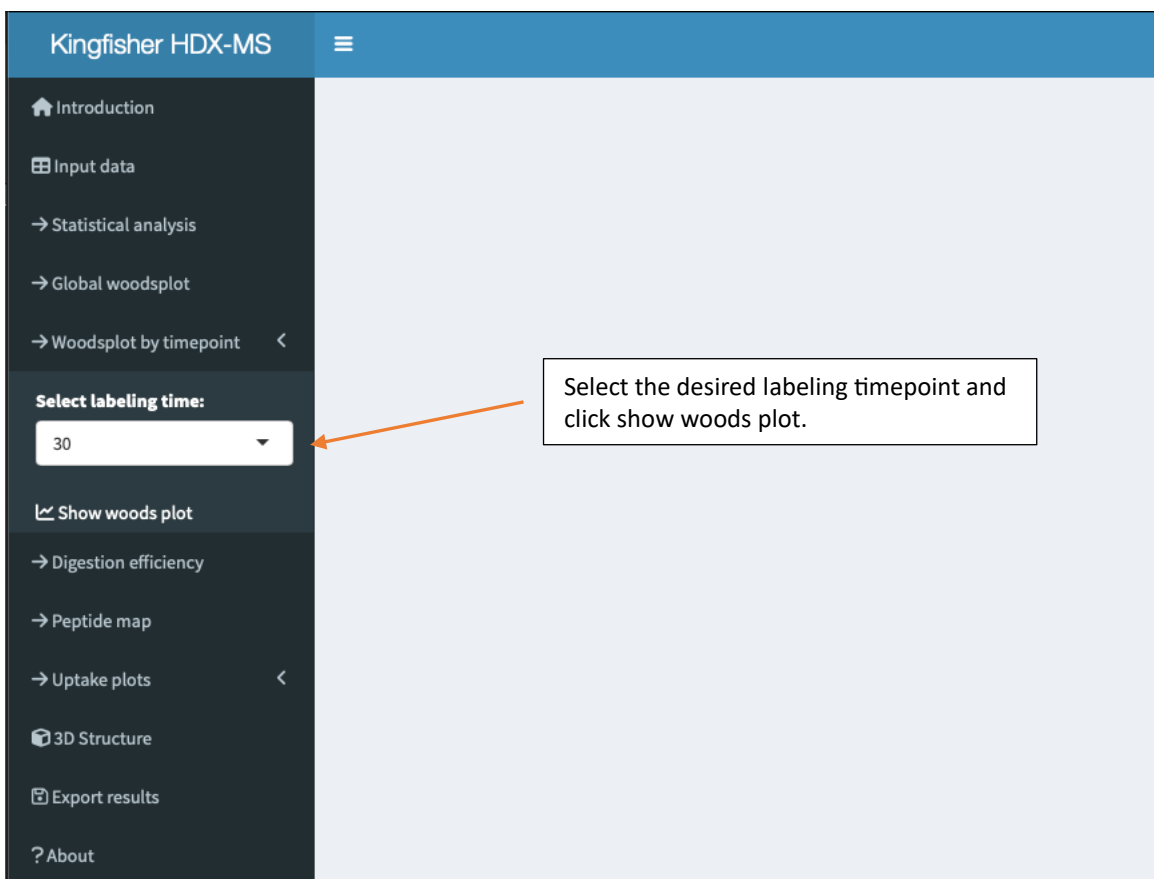 Kingfisher HDX-MS
Introduction
Input data
Statistical analysis
Global woodsplot
Woodsplot by timepoint
Select labeling time:
30
Select the desired labeling timepoint and
click show woods plot.
Show woods plot
Digestion efficiency
Peptide map
Uptake plots
3D Structure
Export results
About